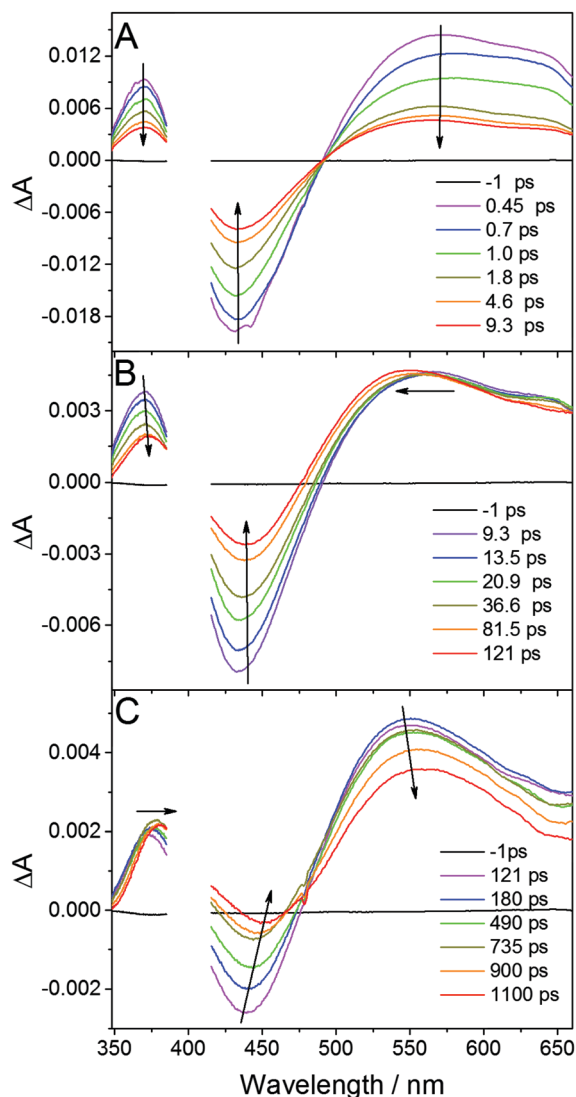 A
0.012
0.006
0.000
-0.006
-0.012
-0.018
ΔA
-1 ps
0.45 ps
0.7 ps
1.0 ps
1.8 ps
4.6 ps
9.3 ps
B
0.003
0.000
-0.003
-0.006
ΔA
-1 ps
9.3 ps
13.5 ps
20.9 ps
36.6 ps
81.5 ps
121 ps
C
0.004
0.002
0.000
-0.002
ΔA
-1ps
121 ps
180 ps
490 ps
735 ps
900 ps
1100 ps
350 400 450 500 550 600 650
Wavelength / nm